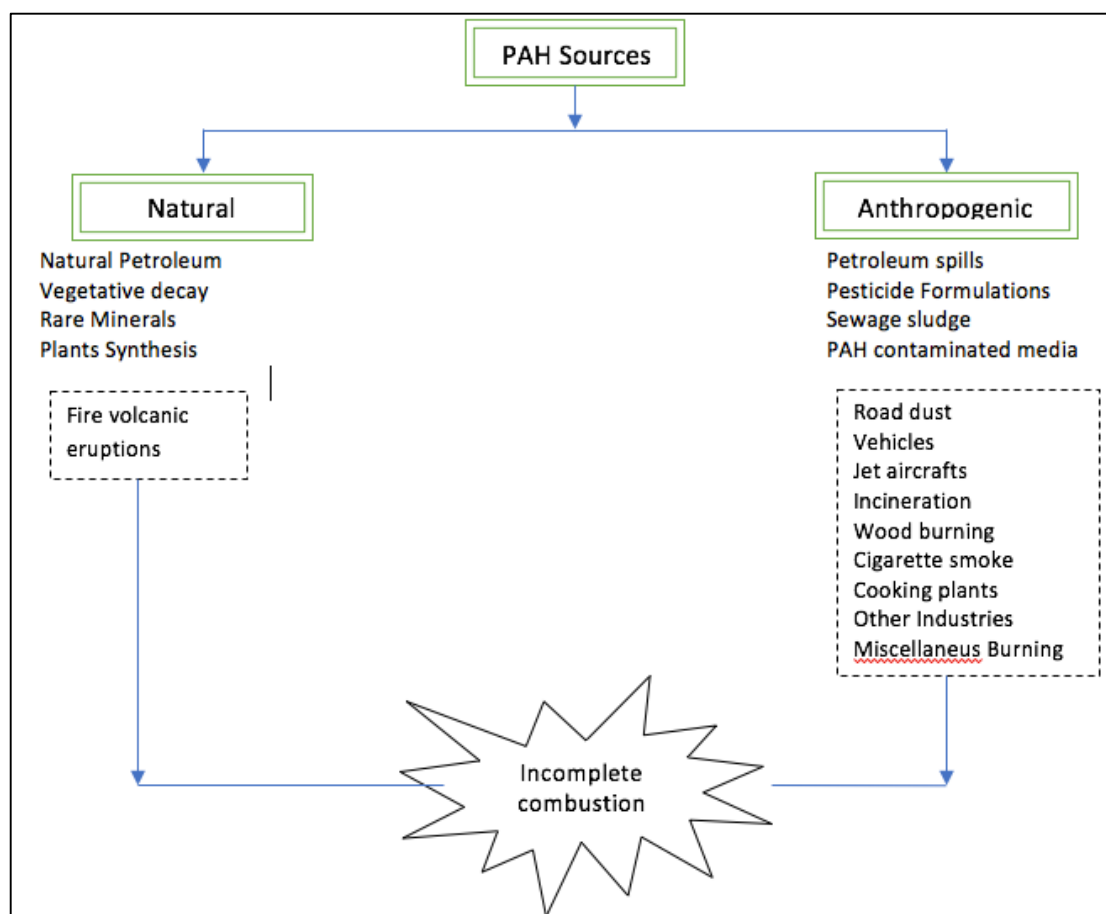 PAH Sources
Natural
Anthropogenic
Natural Petroleum
Vegetative decay
Rare Minerals
Plants Synthesis
Petroleum spills
Pesticide Formulations
Sewage sludge
PAH contaminated media
Fire volcanic
eruptions
Road dust
Vehicles
Jet aircrafts
Incineration
Wood burning
Cigarette smoke
Cooking plants
Other Industries
Miscellaneus Burning
Incomplete
combustion